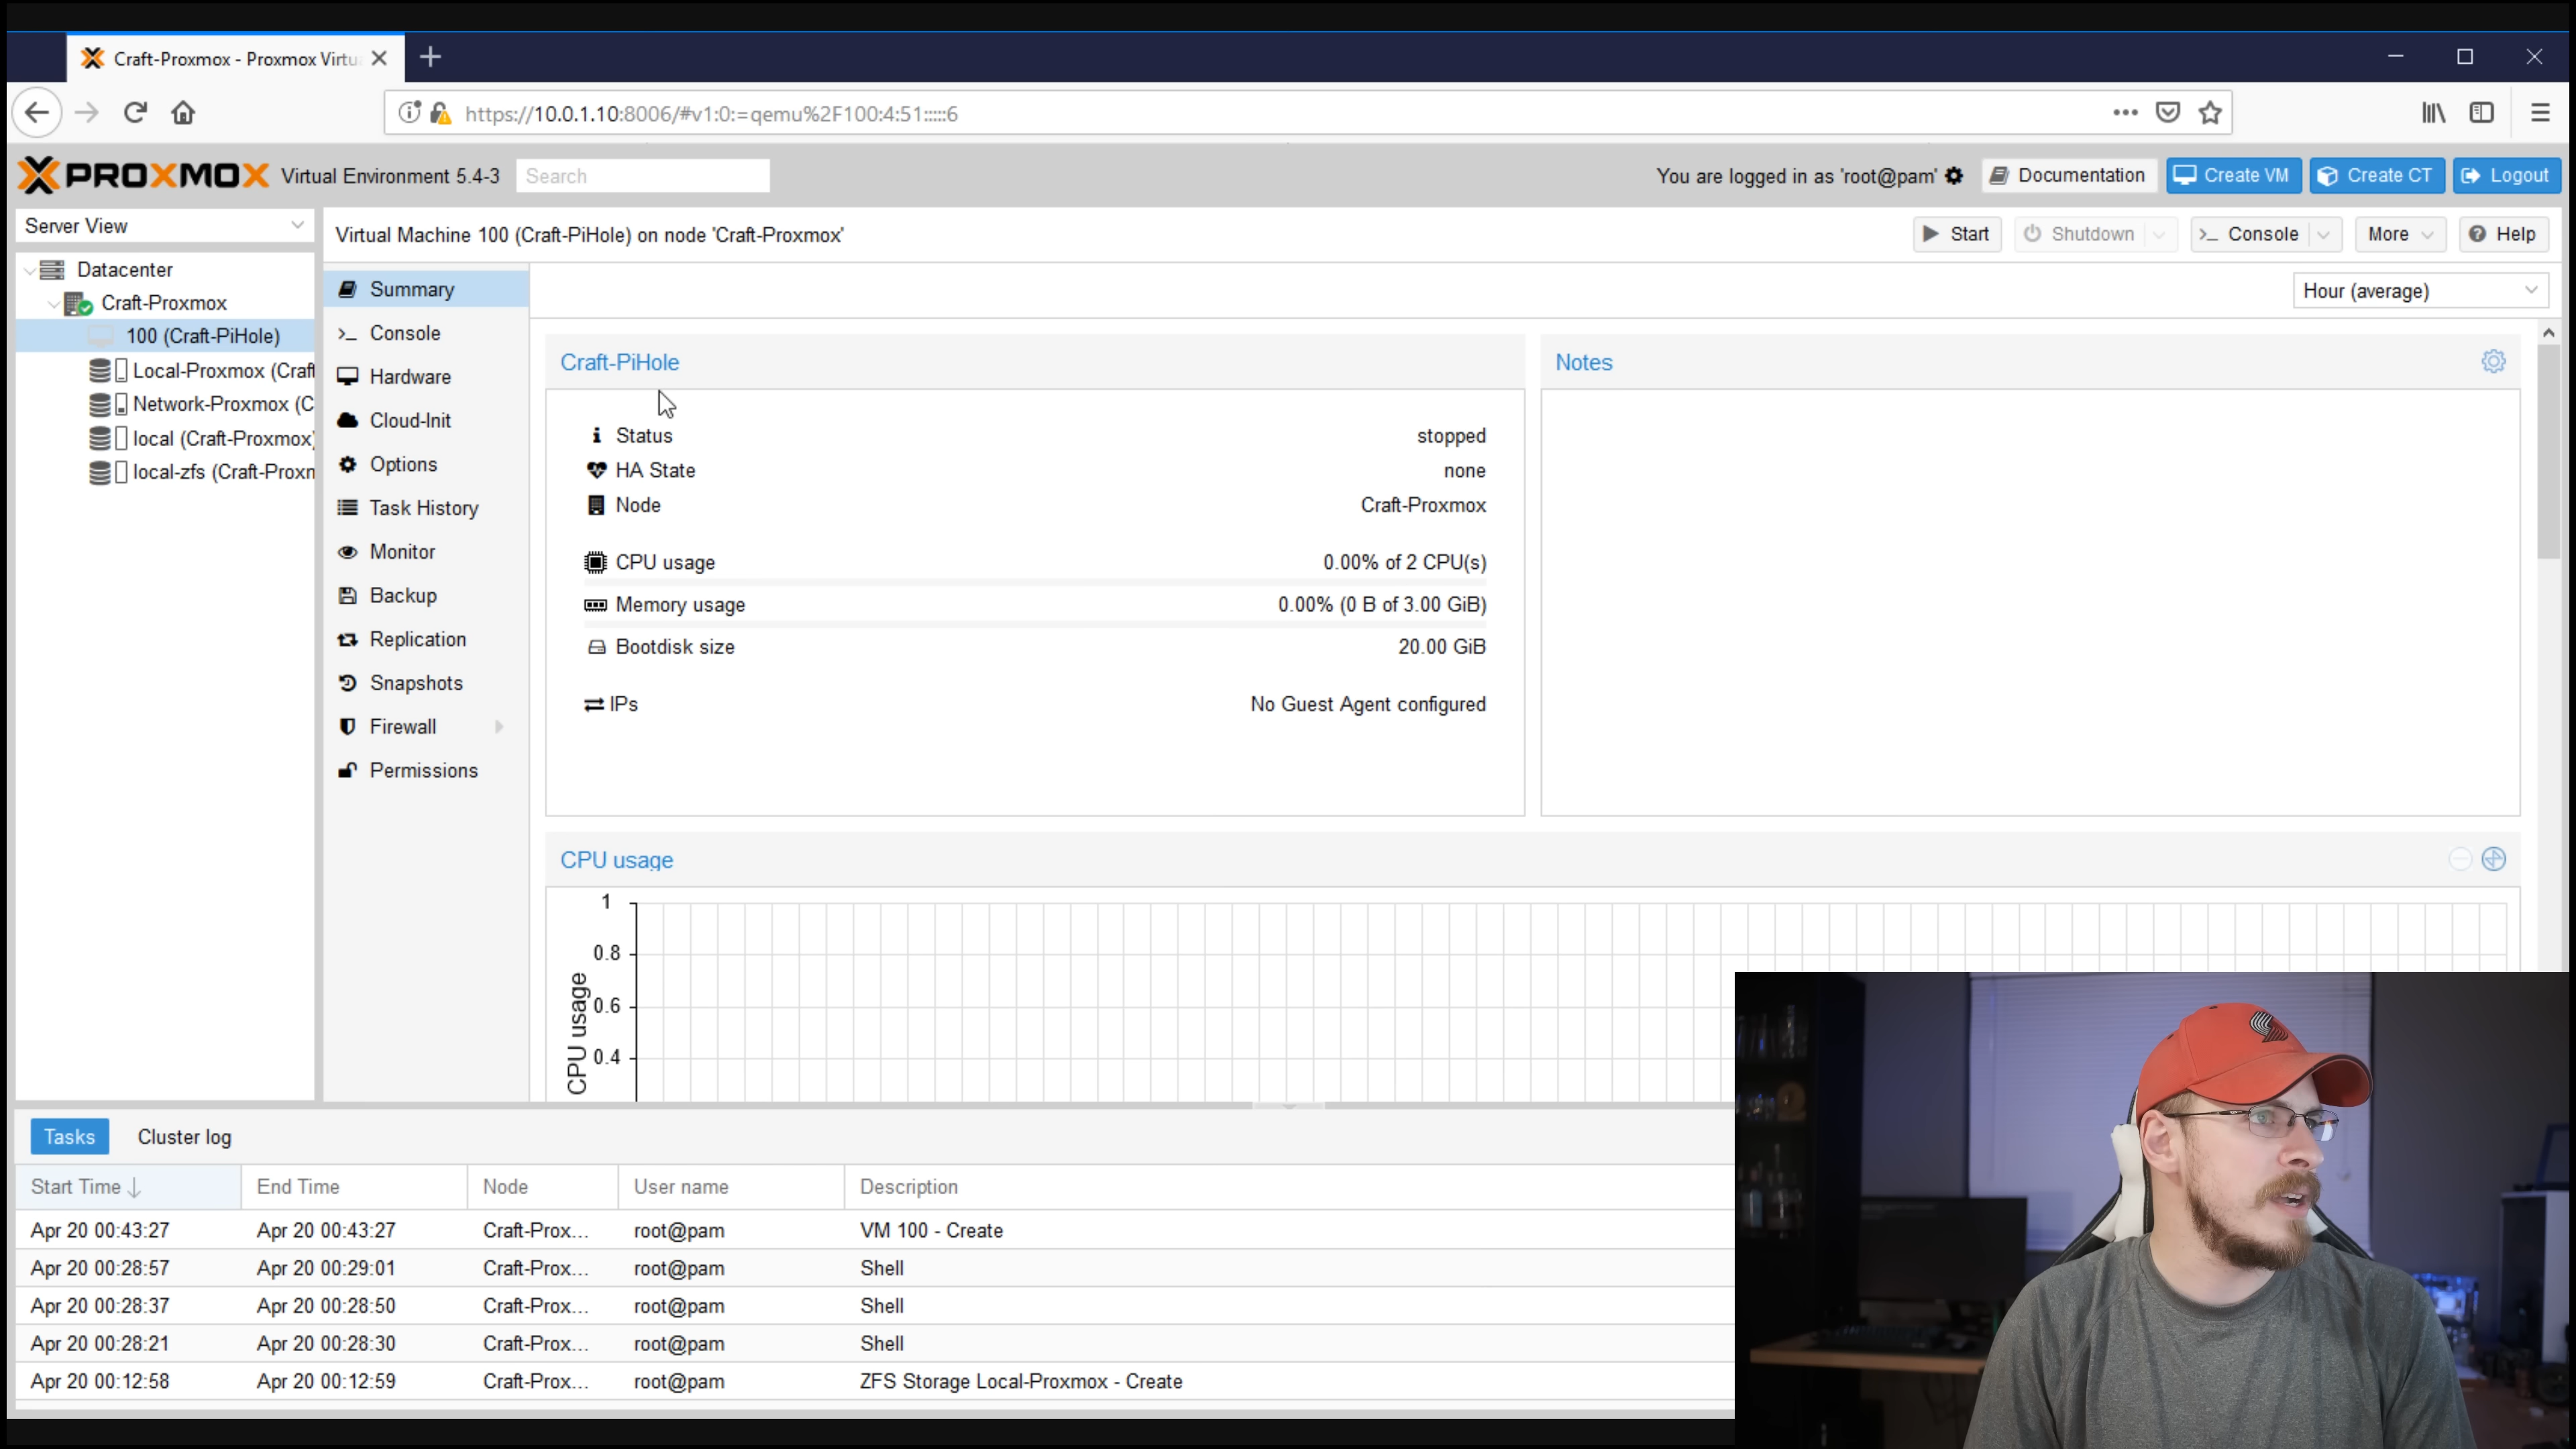 Craft-Proxmox - Proxmox Virtu
https://10.0.1.10:8006/#v1:0:=qemu%2F100:4:51:::::6
PROXMOX Virtual Environment 5.4-3 Search You are logged in as 'root@pam' Documentation Create VM Create CT Logout
Server View
Virtual Machine 100 (Craft-PiHole) on node 'Craft-Proxmox' Start Shutdown Console More Help
Datacenter
Craft-Proxmox
100 (Craft-PiHole)
Local-Proxmox (Craft
Network-Proxmox (C
local (Craft-Proxmox)
local-zfs (Craft-Proxn
Summary
Console
Hardware
Cloud-Init
Options
Task History
Monitor
Backup
Replication
Snapshots
Firewall
Permissions
Hour (average)
Craft-PiHole
Status stopped
HA State none
Node Craft-Proxmox
CPU usage 0.00% of 2 CPU(s)
Memory usage 0.00% (0 B of 3.00 GiB)
Bootdisk size 20.00 GiB
IPs No Guest Agent configured
Notes
CPU usage
1
0.8
0.6
0.4
CPU usage
Tasks Cluster log
Start Time End Time Node User name Description
Apr 20 00:43:27 Apr 20 00:43:27 Craft-Prox... root@pam VM 100 - Create
Apr 20 00:28:57 Apr 20 00:29:01 Craft-Prox... root@pam Shell
Apr 20 00:28:37 Apr 20 00:28:50 Craft-Prox... root@pam Shell
Apr 20 00:28:21 Apr 20 00:28:30 Craft-Prox... root@pam Shell
Apr 20 00:12:58 Apr 20 00:12:59 Craft-Prox... root@pam ZFS Storage Local-Proxmox - Create